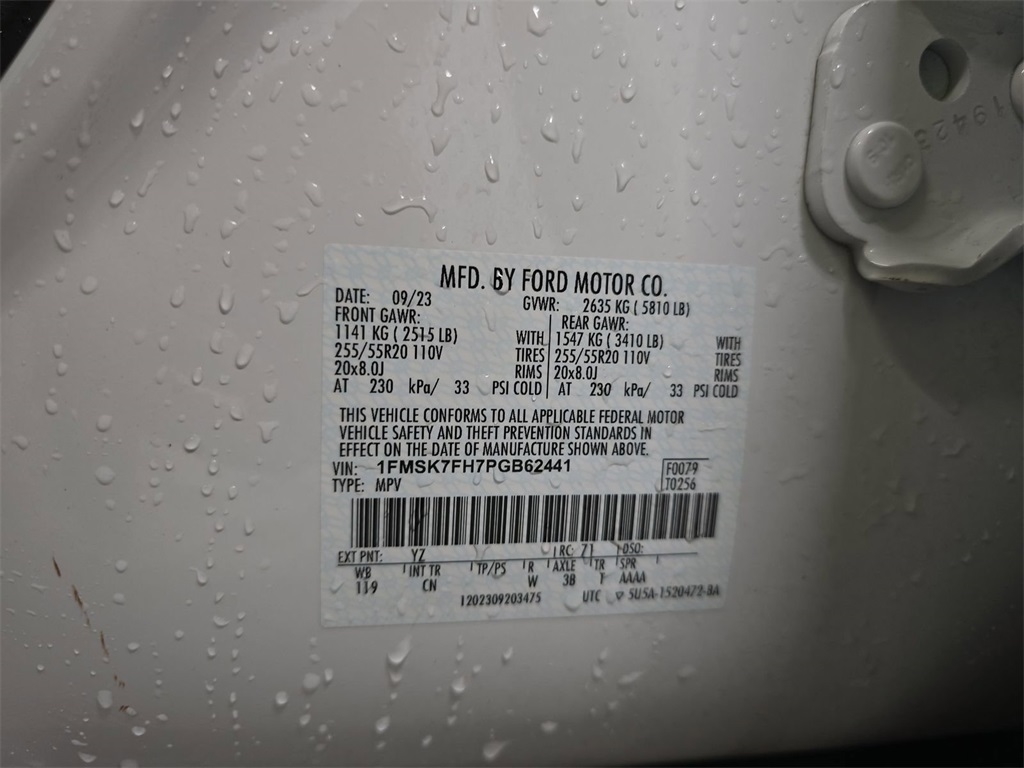 MFD. BY FORD MOTOR CO.
DATE: 09/23 GVWR: 2635 KG ( 5810 LB)
FRONT GAWR: REAR GAWR:
1141 KG ( 2515 LB) WITH 1547 KG ( 3410 LB) WITH
255/55R20 110V TIRES 255/55R20 110V TIRES
20x8.0J RIMS 20x8.0J RIMS
AT 230 kPa/ 33 PSI COLD AT 230 kPa/ 33 PSI COLD
THIS VEHICLE CONFORMS TO ALL APPLICABLE FEDERAL MOTOR
VEHICLE SAFETY AND THEFT PREVENTION STANDARDS IN
EFFECT ON THE DATE OF MANUFACTURE SHOWN ABOVE.
VIN: 1FMSK7FH7PGB62441 F0079
TYPE: MPV T0256
EXT PNT: YZ RC: 71 DSO:
WB INT TR TP/PS R AXLE TR SPR
119 CN W 3B T AAAA
1202309203475 UTC 5U5A-1520472-BA